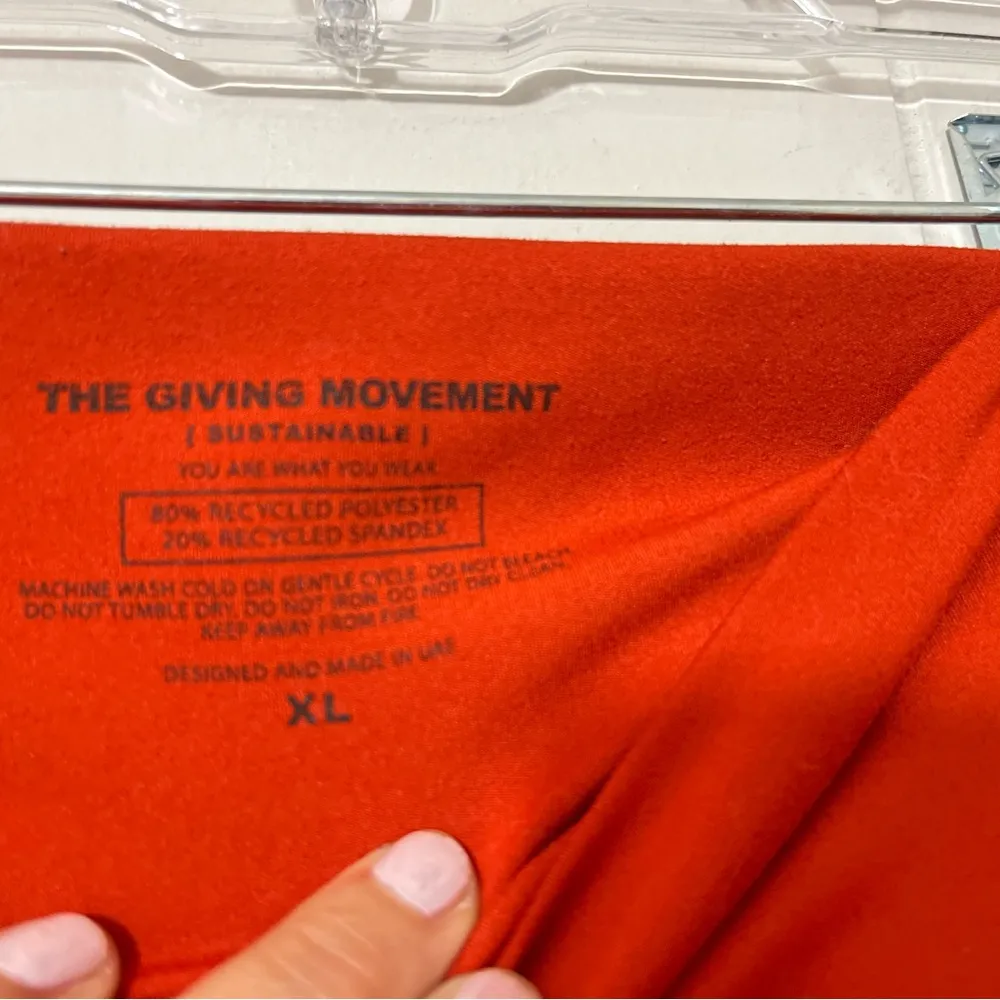 THE GIVING MOVEMENT
[ SUSTAINABLE ]
YOU ARE WHAT YOU WEAR
80% RECYCLED POLYESTER
20% RECYCLED SPANDEX
MACHINE WASH COLD ON GENTLE CYCLE. DO NOT BLEACH.
DO NOT TUMBLE DRY. DO NOT IRON. DO NOT DRY CLEAN.
KEEP AWAY FROM FIRE
DESIGNED AND MADE IN UAE
XL